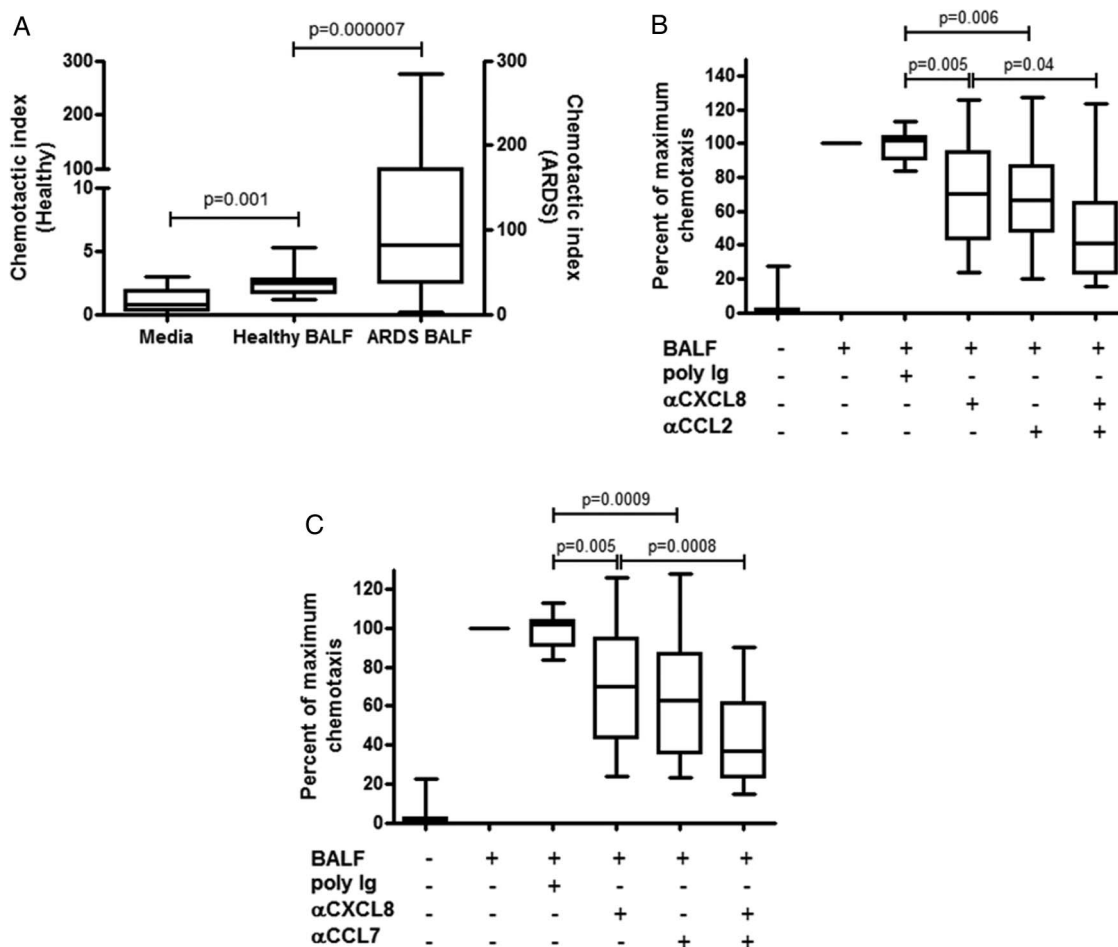 A
p=0.000007
300
200
100
10
5
0
Chemotactic index
(Healthy)
p=0.001
300
200
100
0
Chemotactic index
(ARDS)
Media Healthy BALF ARDS BALF
B
p=0.006
p=0.005 p=0.04
140
120
100
80
60
40
20
0
Percent of maximum
chemotaxis
BALF - + + + + +
poly Ig - - + - - -
αCXCL8 - - - + - +
αCCL2 - - - - + +
C
p=0.0009
p=0.005 p=0.0008
120
100
80
60
40
20
0
Percent of maximum
chemotaxis
BALF - + + + + +
poly Ig - - + - - -
αCXCL8 - - - + - +
αCCL7 - - - - + +